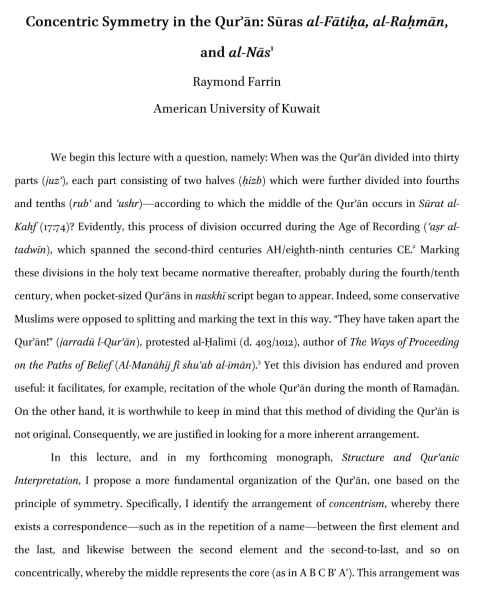 Concentric Symmetry in the Qurʾān: Sūras al-Fātiḥa, al-Raḥmān,
and al-Nās¹
Raymond Farrin
American University of Kuwait
We begin this lecture with a question, namely: When was the Qurʾān divided into thirty
parts (juzʾ), each part consisting of two halves (ḥizb) which were further divided into fourths
and tenths (rubʿ and ʿushr)—according to which the middle of the Qurʾān occurs in Sūrat al-
Kahf (17:74)? Evidently, this process of division occurred during the Age of Recording (ʿaṣr al-
tadwīn), which spanned the second-third centuries AH/eighth-ninth centuries CE.² Marking
these divisions in the holy text became normative thereafter, probably during the fourth/tenth
century, when pocket-sized Qurʾāns in naskhī script began to appear. Indeed, some conservative
Muslims were opposed to splitting and marking the text in this way. “They have taken apart the
Qurʾān!” (jarradū l-Qurʾān), protested al-Ḥalīmī (d. 403/1012), author of The Ways of Proceeding
on the Paths of Belief (Al-Manāhij fī shuʿab al-īmān).³ Yet this division has endured and proven
useful: it facilitates, for example, recitation of the whole Qurʾān during the month of Ramaḍān.
On the other hand, it is worthwhile to keep in mind that this method of dividing the Qurʾān is
not original. Consequently, we are justified in looking for a more inherent arrangement.
In this lecture, and in my forthcoming monograph, Structure and Qurʾanic
Interpretation, I propose a more fundamental organization of the Qurʾān, one based on the
principle of symmetry. Specifically, I identify the arrangement of concentrism, whereby there
exists a correspondence—such as in the repetition of a name—between the first element and
the last, and likewise between the second element and the second-to-last, and so on
concentrically, whereby the middle represents the core (as in A B C B′ A′). This arrangement was